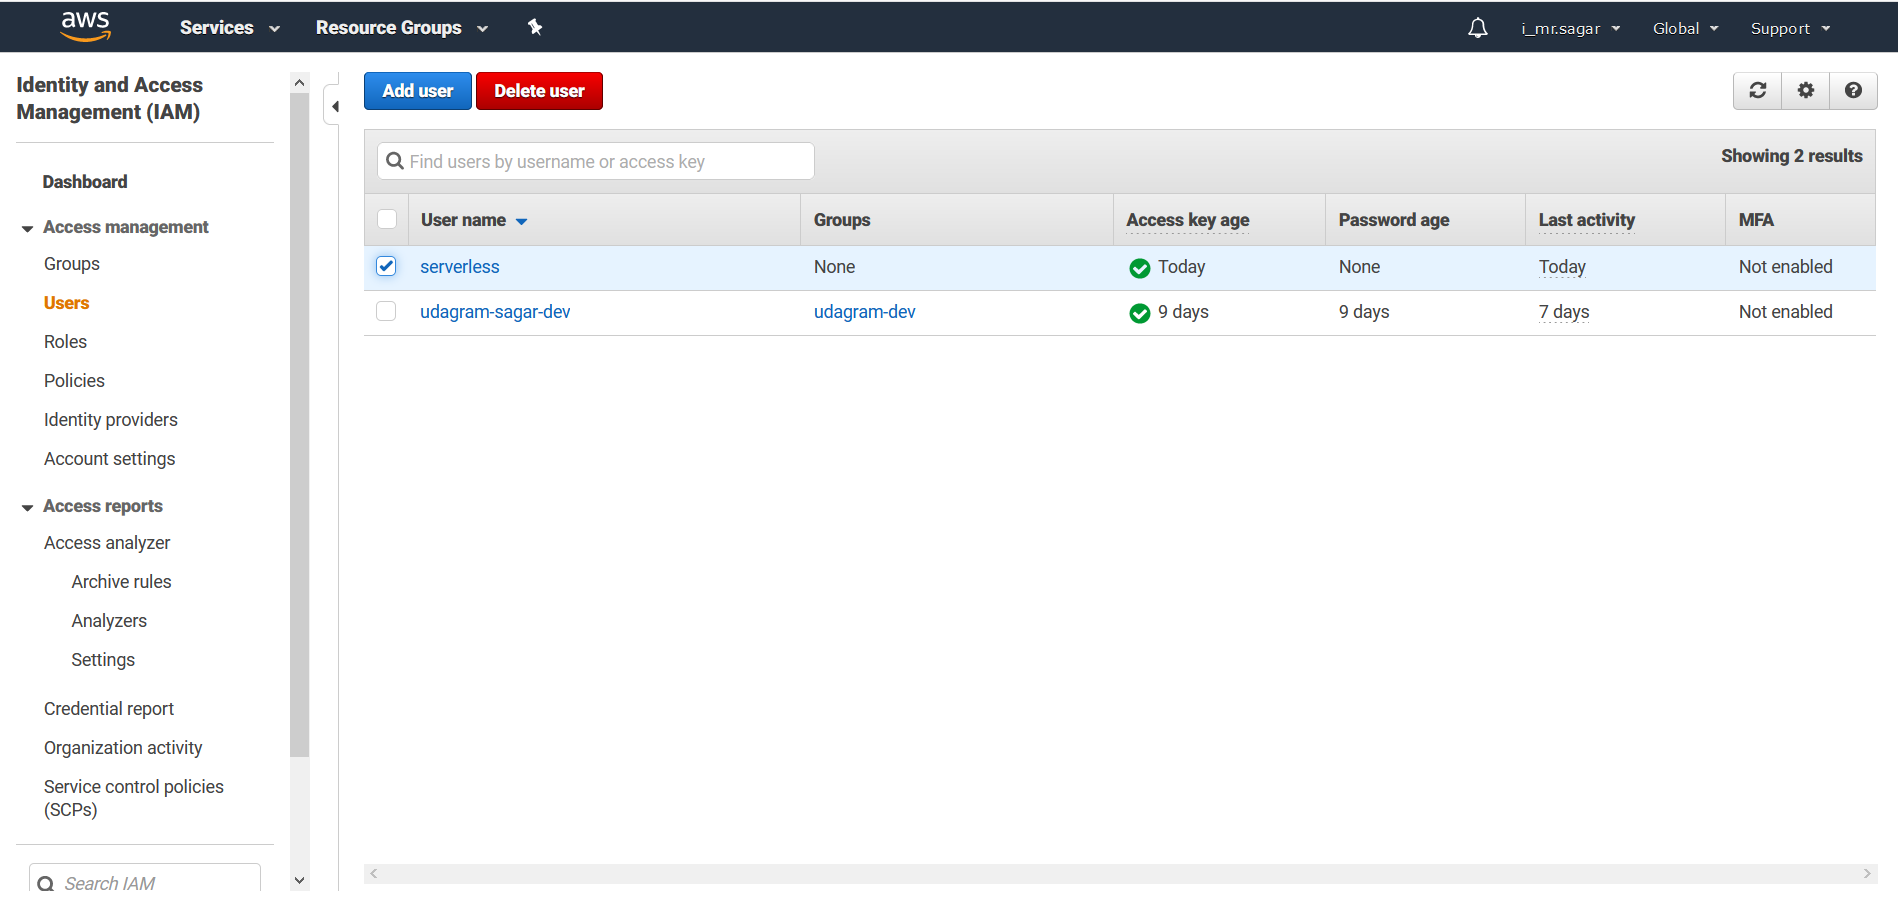 aws
Services
Resource Groups
i_mr.sagar
Global
Support
Identity and Access
Management (IAM)
Dashboard
Access management
Groups
Users
Roles
Policies
Identity providers
Account settings
Access reports
Access analyzer
Archive rules
Analyzers
Settings
Credential report
Organization activity
Service control policies
(SCPs)
Search IAM
Add user
Delete user
Find users by username or access key
Showing 2 results
User name Groups Access key age Password age Last activity MFA
serverless None Today None Today Not enabled
udagram-sagar-dev udagram-dev 9 days 9 days 7 days Not enabled